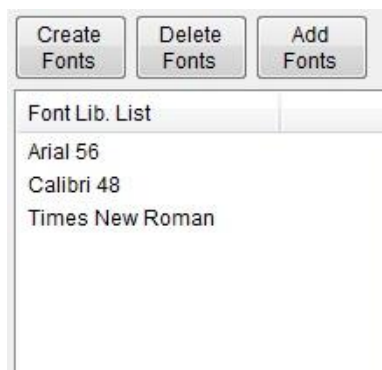 Create Fonts
Delete Fonts
Add Fonts
Font Lib. List
Arial 56
Calibri 48
Times New Roman